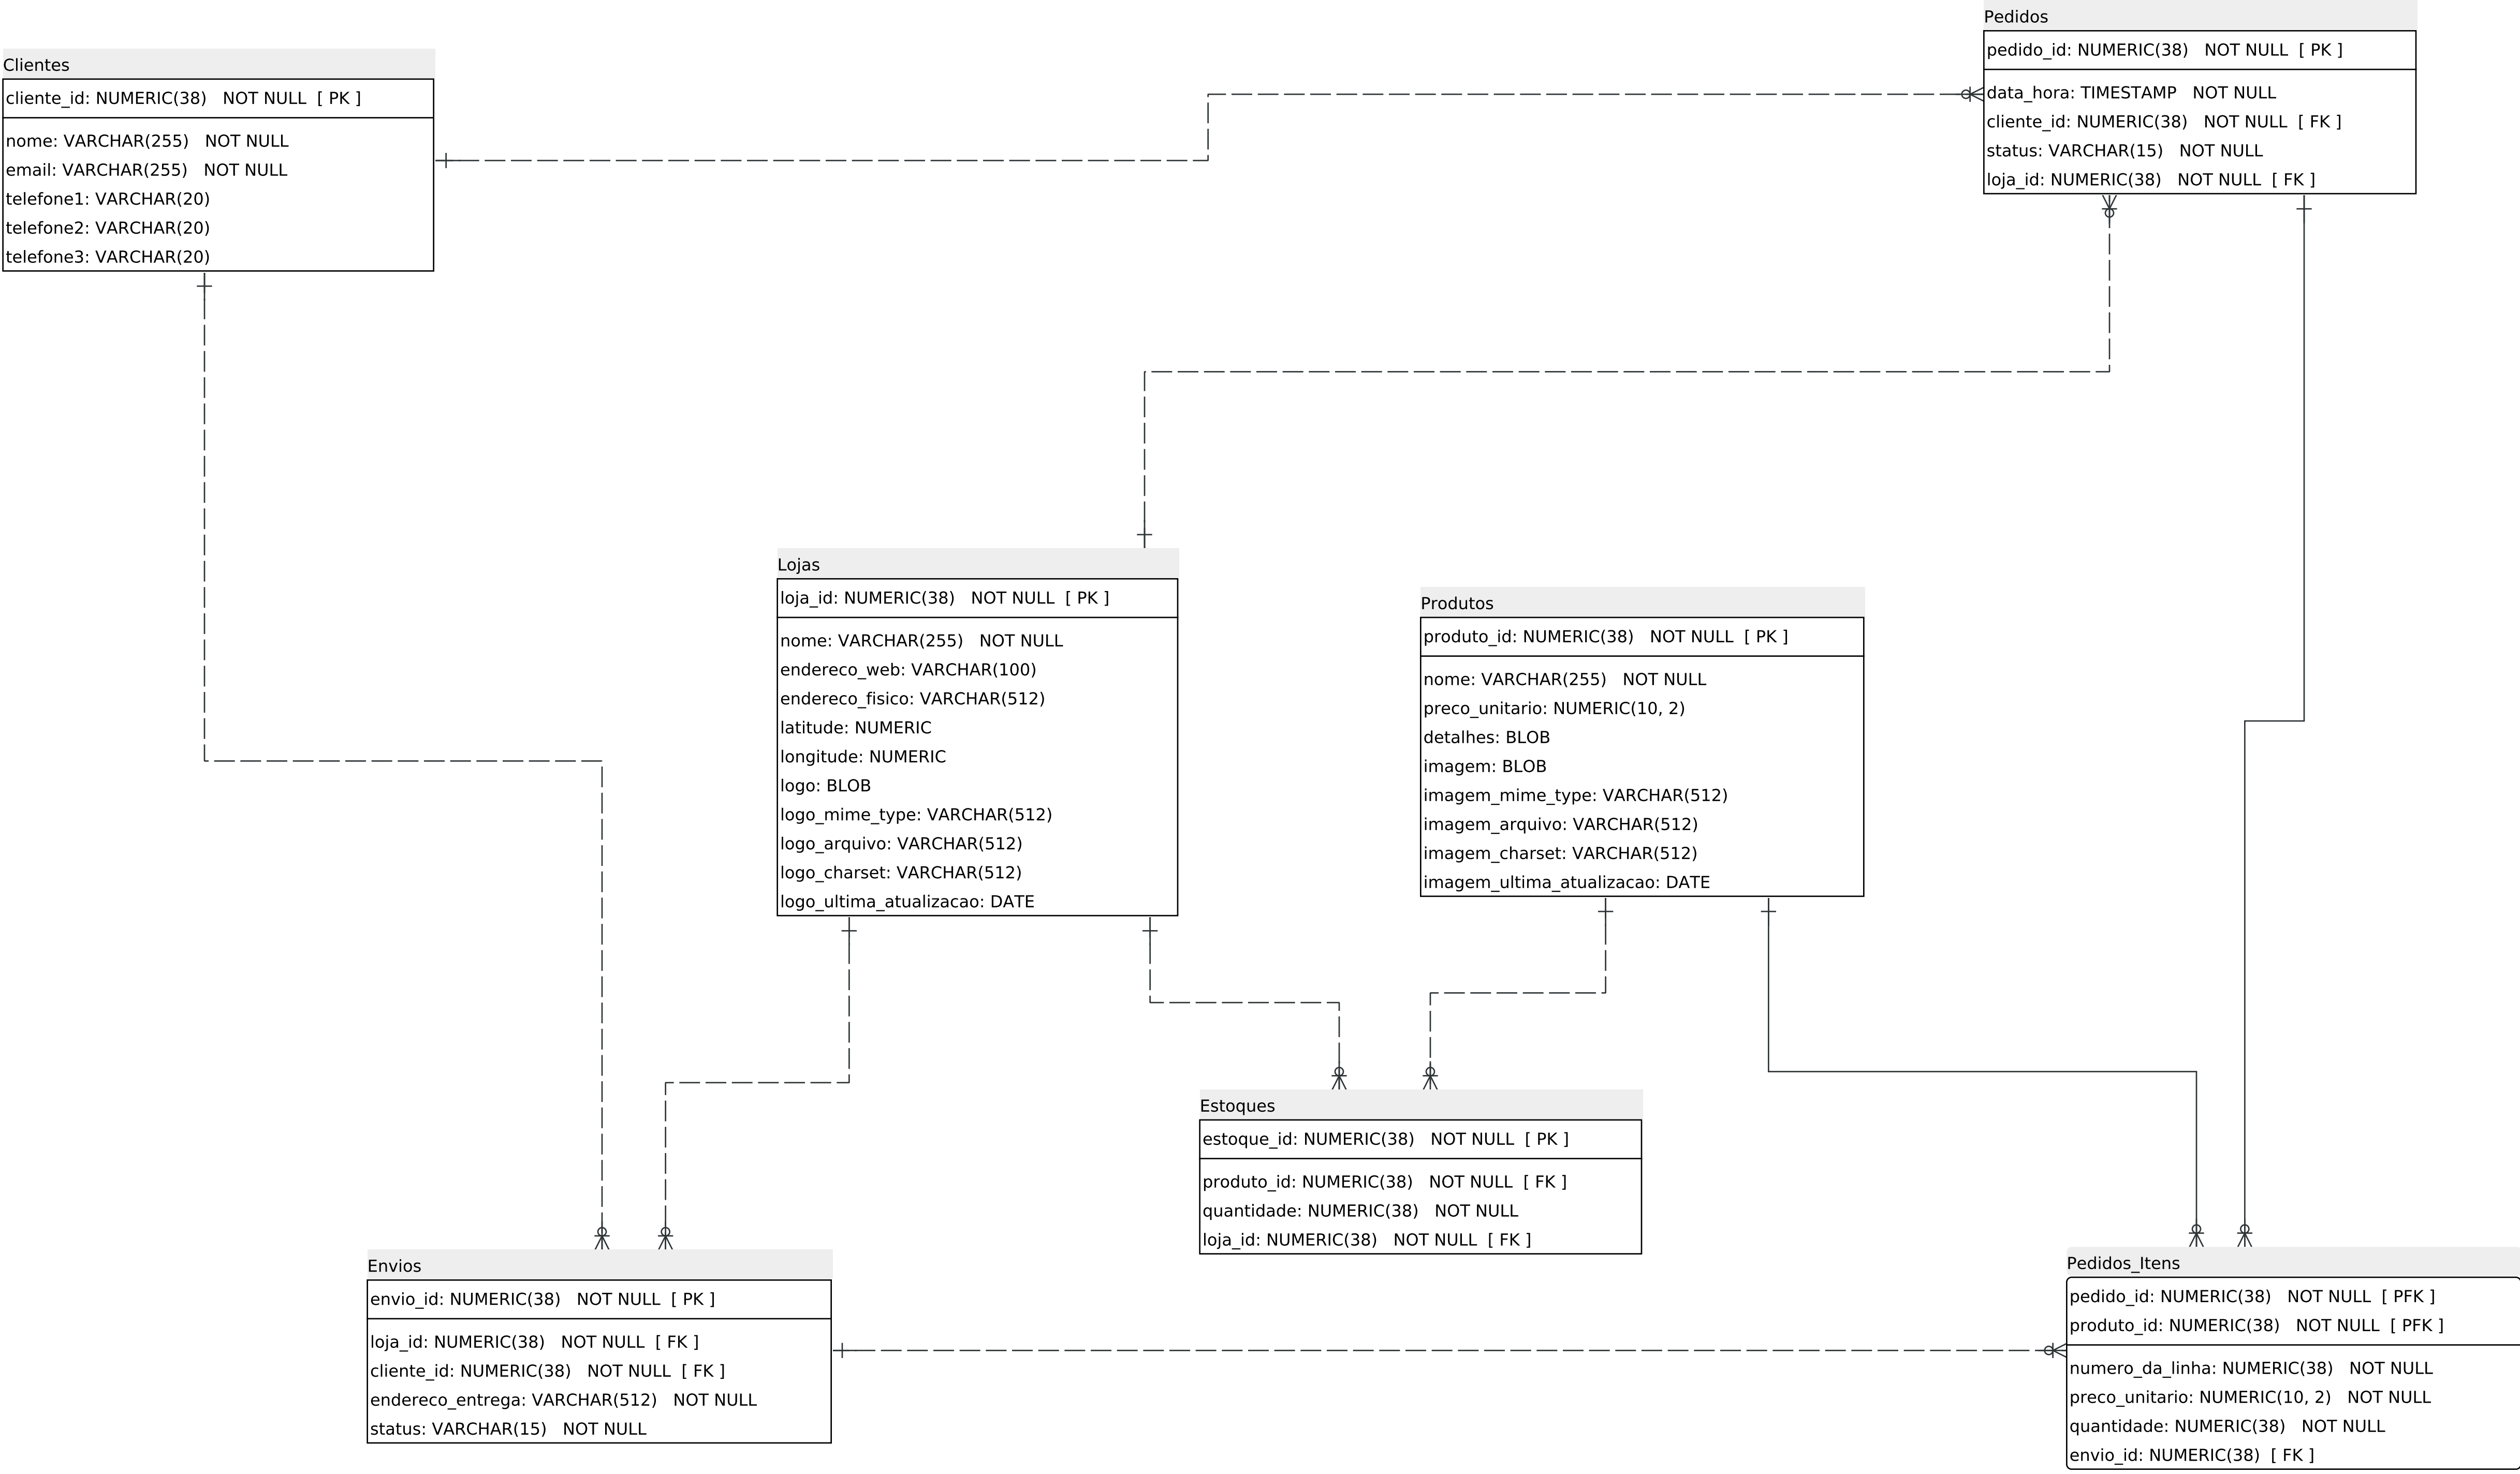 Clientes
cliente_id: NUMERIC(38) NOT NULL [ PK ]
nome: VARCHAR(255) NOT NULL
email: VARCHAR(255) NOT NULL
telefone1: VARCHAR(20)
telefone2: VARCHAR(20)
telefone3: VARCHAR(20)
Pedidos
pedido_id: NUMERIC(38) NOT NULL [ PK ]
data_hora: TIMESTAMP NOT NULL
cliente_id: NUMERIC(38) NOT NULL [ FK ]
status: VARCHAR(15) NOT NULL
loja_id: NUMERIC(38) NOT NULL [ FK ]
Lojas
loja_id: NUMERIC(38) NOT NULL [ PK ]
nome: VARCHAR(255) NOT NULL
endereco_web: VARCHAR(100)
endereco_fisico: VARCHAR(512)
latitude: NUMERIC
longitude: NUMERIC
logo: BLOB
logo_mime_type: VARCHAR(512)
logo_arquivo: VARCHAR(512)
logo_charset: VARCHAR(512)
logo_ultima_atualizacao: DATE
Produtos
produto_id: NUMERIC(38) NOT NULL [ PK ]
nome: VARCHAR(255) NOT NULL
preco_unitario: NUMERIC(10, 2)
detalhes: BLOB
imagem: BLOB
imagem_mime_type: VARCHAR(512)
imagem_arquivo: VARCHAR(512)
imagem_charset: VARCHAR(512)
imagem_ultima_atualizacao: DATE
Estoques
estoque_id: NUMERIC(38) NOT NULL [ PK ]
produto_id: NUMERIC(38) NOT NULL [ FK ]
quantidade: NUMERIC(38) NOT NULL
loja_id: NUMERIC(38) NOT NULL [ FK ]
Envios
envio_id: NUMERIC(38) NOT NULL [ PK ]
loja_id: NUMERIC(38) NOT NULL [ FK ]
cliente_id: NUMERIC(38) NOT NULL [ FK ]
endereco_entrega: VARCHAR(512) NOT NULL
status: VARCHAR(15) NOT NULL
Pedidos_Itens
pedido_id: NUMERIC(38) NOT NULL [ PFK ]
produto_id: NUMERIC(38) NOT NULL [ PFK ]
numero_da_linha: NUMERIC(38) NOT NULL
preco_unitario: NUMERIC(10, 2) NOT NULL
quantidade: NUMERIC(38) NOT NULL
envio_id: NUMERIC(38) [ FK ]